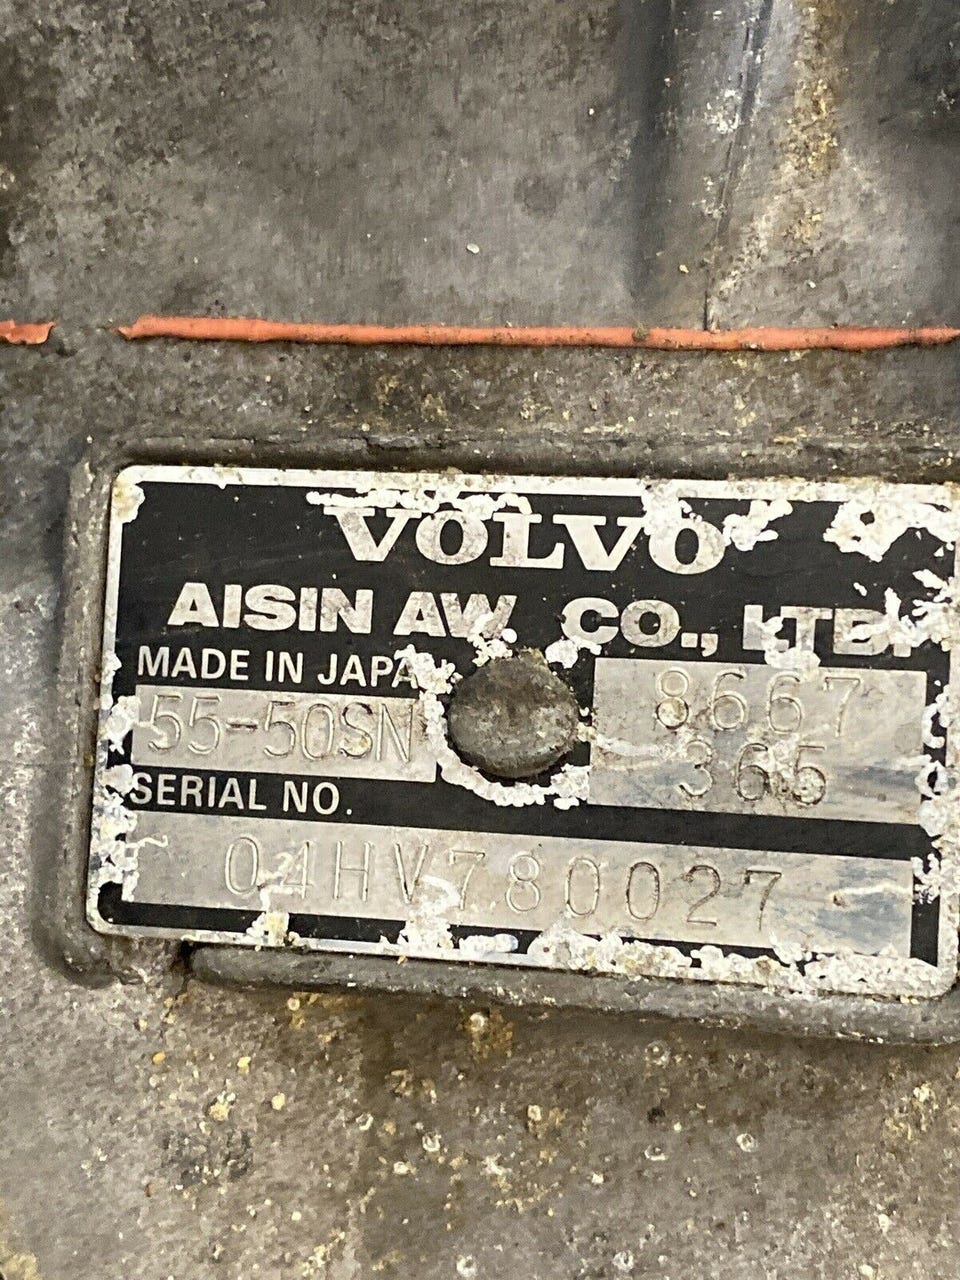 VOLVO
AISIN AW CO., LTD.
MADE IN JAPAN
55-50SN
8667
365
SERIAL NO.
04HV780027